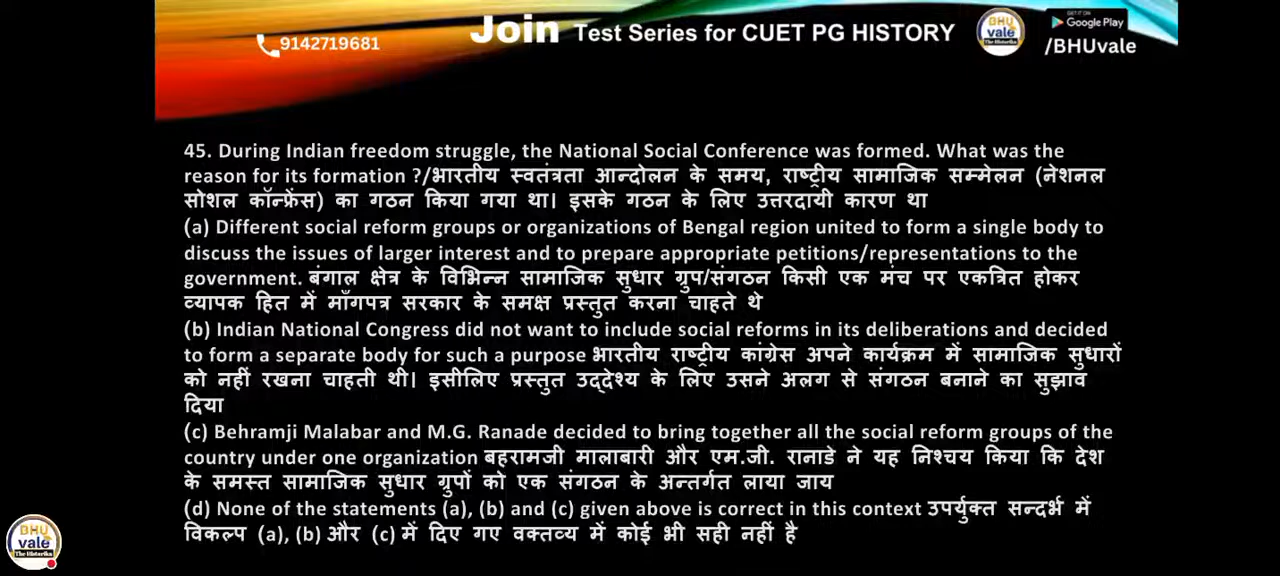 9142719681
Join Test Series for CUET PG HISTORY
BHU
vale
The Historika
GET IT ON
Google Play
/BHUvale
45. During Indian freedom struggle, the National Social Conference was formed. What was the
reason for its formation ?/भारतीय स्वतंत्रता आन्दोलन के समय, राष्ट्रीय सामाजिक सम्मेलन (नेशनल
सोशल कॉन्फ्रेंस) का गठन किया गया था। इसके गठन के लिए उत्तरदायी कारण था
(a) Different social reform groups or organizations of Bengal region united to form a single body to
discuss the issues of larger interest and to prepare appropriate petitions/representations to the
government. बंगाल क्षेत्र के विभिन्न सामाजिक सुधार ग्रुप/संगठन किसी एक मंच पर एकत्रित होकर
व्यापक हित में माँगपत्र सरकार के समक्ष प्रस्तुत करना चाहते थे
(b) Indian National Congress did not want to include social reforms in its deliberations and decided
to form a separate body for such a purpose भारतीय राष्ट्रीय कांग्रेस अपने कार्यक्रम में सामाजिक सुधारों
को नहीं रखना चाहती थी। इसीलिए प्रस्तुत उद्देश्य के लिए उसने अलग से संगठन बनाने का सुझाव
दिया
(c) Behramji Malabar and M.G. Ranade decided to bring together all the social reform groups of the
country under one organization बहरामजी मालाबारी और एम.जी. रानाडे ने यह निश्चय किया कि देश
के समस्त सामाजिक सुधार ग्रुपों को एक संगठन के अन्तर्गत लाया जाय
(d) None of the statements (a), (b) and (c) given above is correct in this context उपर्युक्त सन्दर्भ में
विकल्प (a), (b) और (c) में दिए गए वक्तव्य में कोई भी सही नहीं है
BHU
vale
The Historika